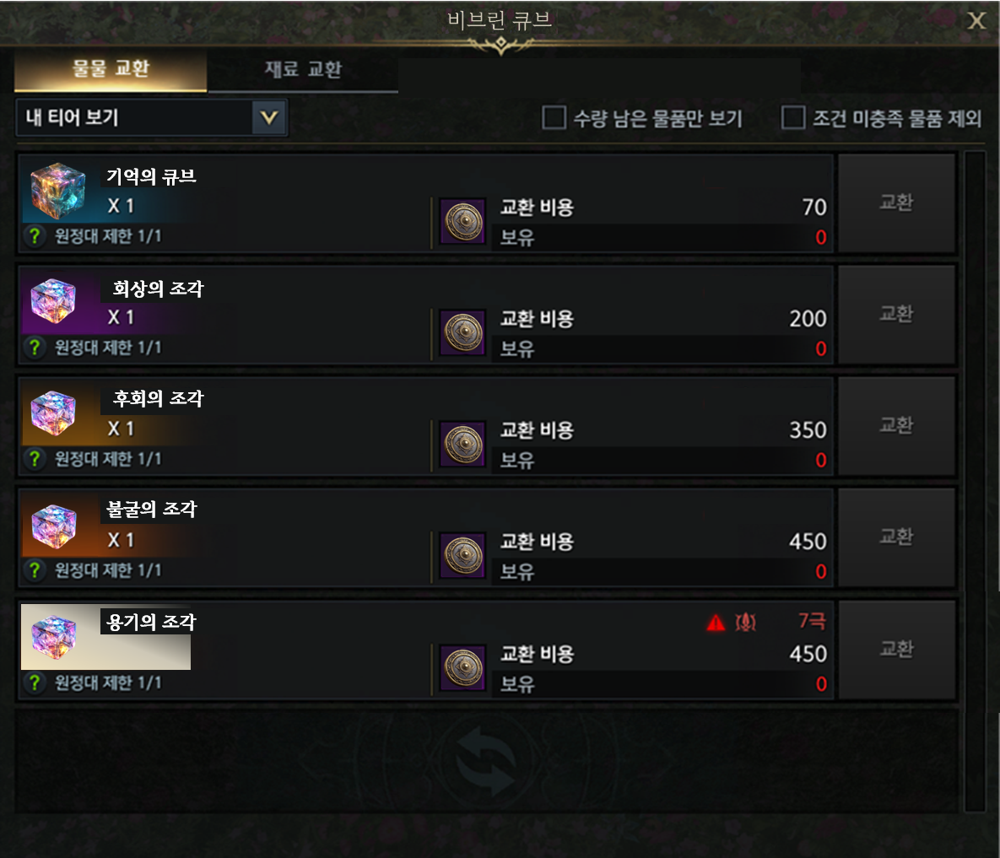 비브린 큐브
X
물물 교환
재료 교환
내 티어 보기
수량 남은 물품만 보기
조건 미충족 물품 제외
기억의 큐브
X 1
원정대 제한 1/1
교환 비용 70
보유 0
교환
회상의 조각
X 1
원정대 제한 1/1
교환 비용 200
보유 0
교환
후회의 조각
X 1
원정대 제한 1/1
교환 비용 350
보유 0
교환
불굴의 조각
X 1
원정대 제한 1/1
교환 비용 450
보유 0
교환
용기의 조각
7극
원정대 제한 1/1
교환 비용 450
보유 0
교환